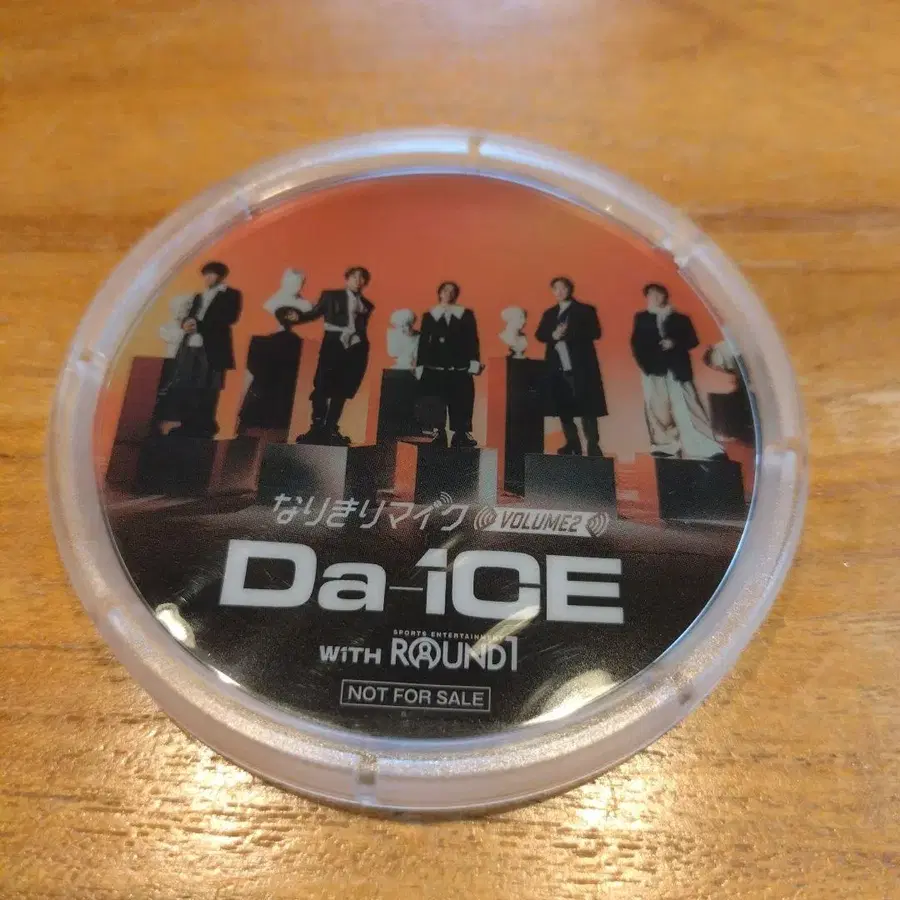 なりきりマイク VOLUME2
Da-iCE
WiTH SPORTS ENTERTAINMENT ROUND1
NOT FOR SALE